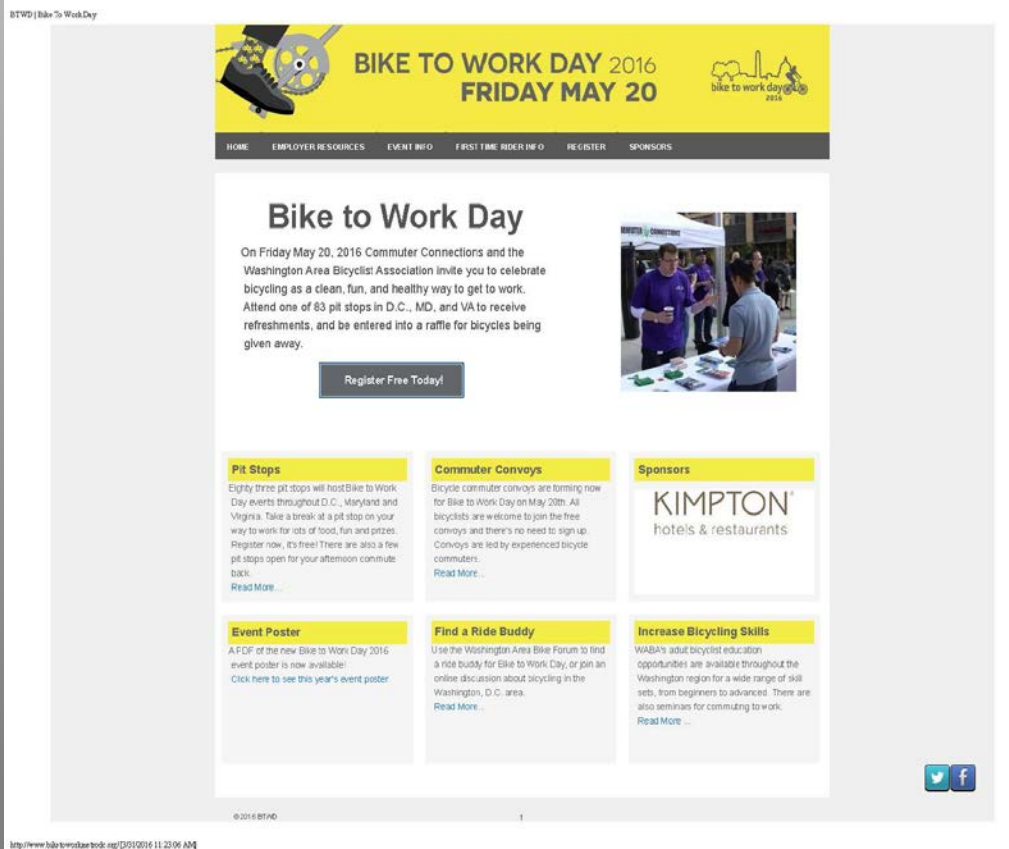 BTWD | Bike To Work Day
BIKE TO WORK DAY 2016
FRIDAY MAY 20
bike to work day
2016
HOME EMPLOYER RESOURCES EVENT INFO FIRST TIME RIDER INFO REGISTER SPONSORS
Bike to Work Day
On Friday May 20, 2016 Commuter Connections and the
Washington Area Bicyclist Association invite you to celebrate
bicycling as a clean, fun, and healthy way to get to work.
Attend one of 83 pit stops in D.C., MD, and VA to receive
refreshments, and be entered into a raffle for bicycles being
given away.
Register Free Today!
Pit Stops
Eighty three pit stops will host Bike to Work
Day events throughout D.C., Maryland and
Virginia. Take a break at a pit stop on your
way to work for lots of food, fun and prizes.
Register now, it's free! There are also a few
pit stops open for your afternoon commute
back.
Read More ...
Commuter Convoys
Bicycle commuter convoys are forming now
for Bike to Work Day on May 20th. All
bicyclists are welcome to join the free
convoys and there's no need to sign up.
Convoys are led by experienced bicycle
commuters.
Read More ...
Sponsors
KIMPTON
hotels & restaurants
Event Poster
A PDF of the new Bike to Work Day 2016
event poster is now available!
Click here to see this year's event poster
Find a Ride Buddy
Use the Washington Area Bike Forum to find
a ride buddy for Bike to Work Day, or join an
online discussion about bicycling in the
Washington, D.C. area.
Read More ...
Increase Bicycling Skills
WABA's adult bicyclist education
opportunities are available throughout the
Washington region for a wide range of skill
sets, from beginners to advanced. There are
also seminars for commuting to work.
Read More ...
© 2016 BTWD
1
http://www.biketoworkmetrodc.org/[3/31/2016 11:23:06 AM]